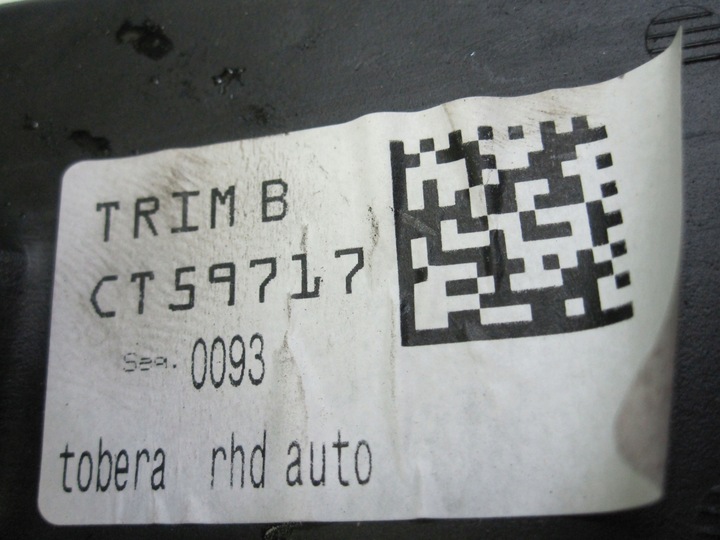 TRIM B
CT59717
Seq. 0093
tobera rhd auto